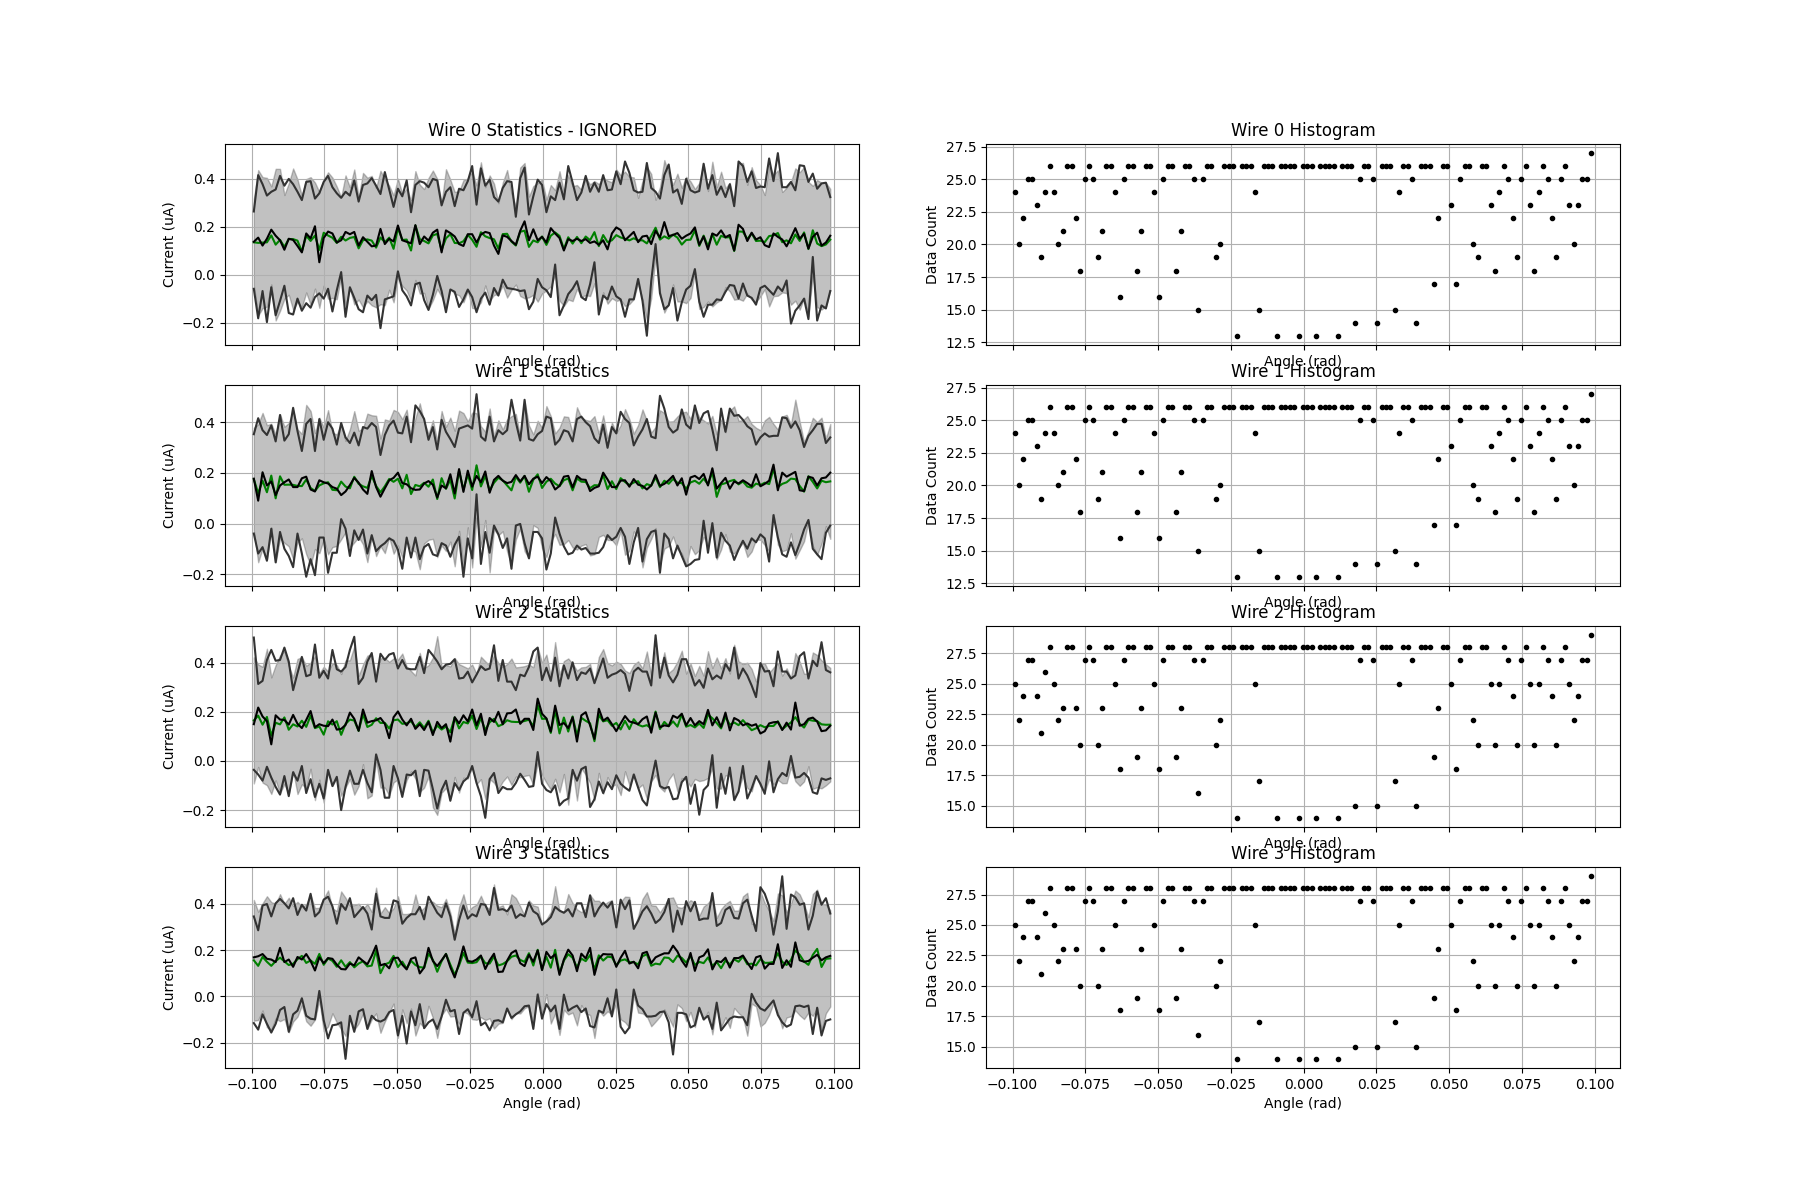 Wire 0 Statistics - IGNORED
Current (uA)
0.4
0.2
0.0
−0.2
Angle (rad)
Wire 0 Histogram
Data Count
27.5
25.0
22.5
20.0
17.5
15.0
12.5
Angle (rad)
Wire 1 Statistics
Current (uA)
0.4
0.2
0.0
−0.2
Angle (rad)
Wire 1 Histogram
Data Count
27.5
25.0
22.5
20.0
17.5
15.0
12.5
Angle (rad)
Wire 2 Statistics
Current (uA)
0.4
0.2
0.0
−0.2
Angle (rad)
Wire 2 Histogram
Data Count
27.5
25.0
22.5
20.0
17.5
15.0
Angle (rad)
Wire 3 Statistics
Current (uA)
0.4
0.2
0.0
−0.2
−0.100 −0.075 −0.050 −0.025 0.000 0.025 0.050 0.075 0.100
Angle (rad)
Wire 3 Histogram
Data Count
27.5
25.0
22.5
20.0
17.5
15.0
−0.100 −0.075 −0.050 −0.025 0.000 0.025 0.050 0.075 0.100
Angle (rad)